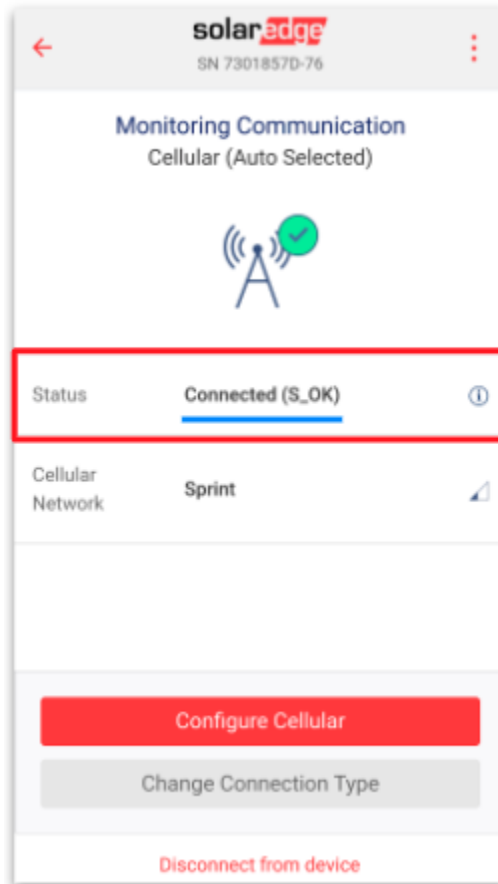 solaredge
SN 7301857D-76
Monitoring Communication
Cellular (Auto Selected)
Status Connected (S_OK)
Cellular
Network
Sprint
Configure Cellular
Change Connection Type
Disconnect from device